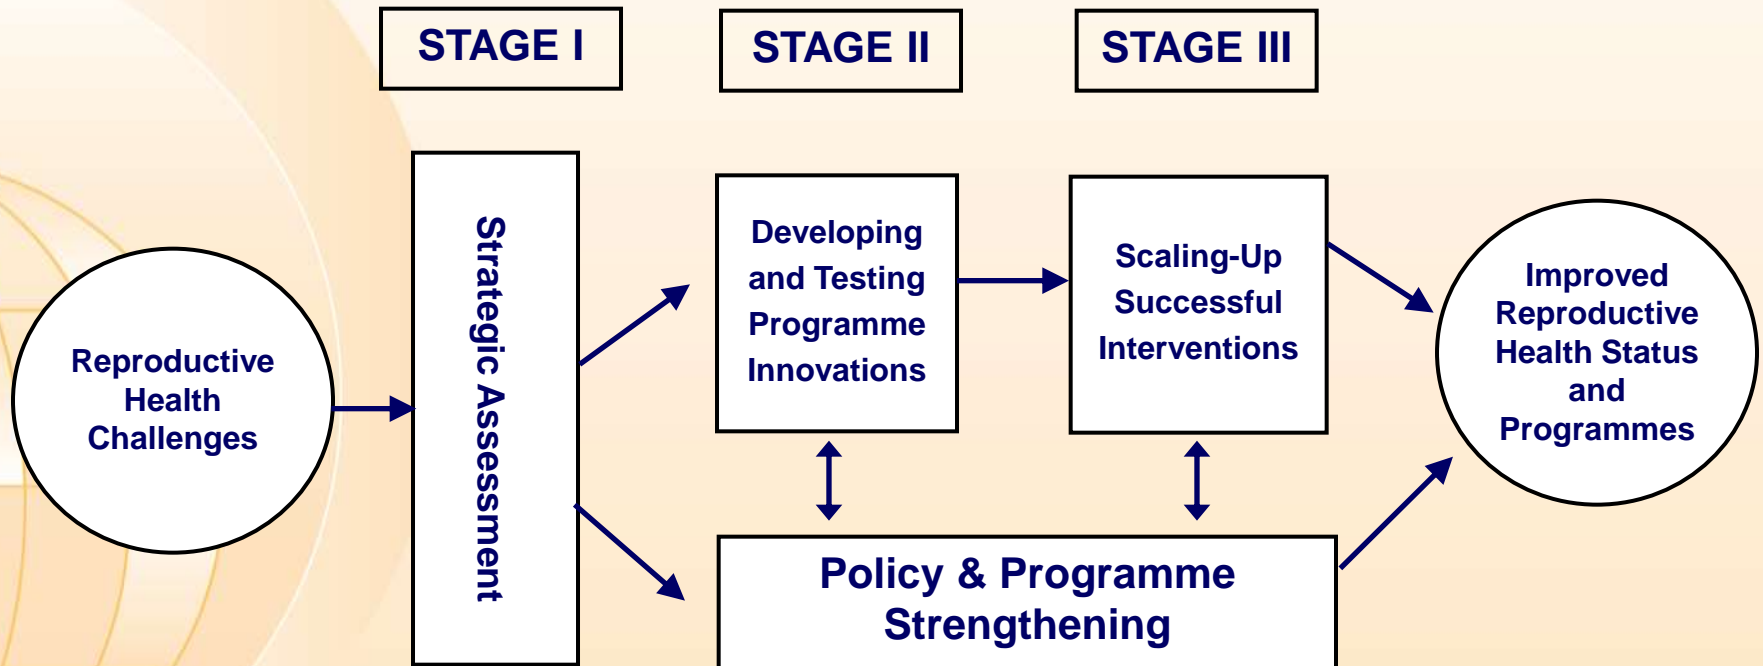 STAGE I
STAGE II
STAGE III
Reproductive
Health
Challenges
Strategic Assessment
Developing
and Testing
Programme
Innovations
Scaling-Up
Successful
Interventions
Improved
Reproductive
Health Status
and
Programmes
Policy & Programme
Strengthening